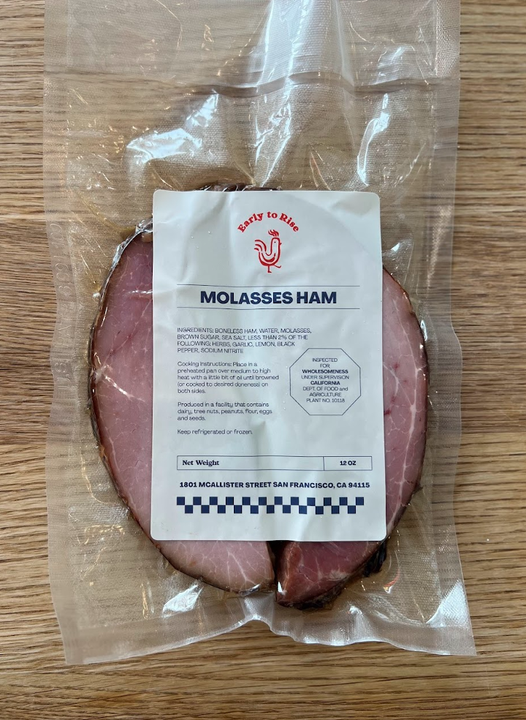 Early to Rise
MOLASSES HAM
INGREDIENTS: BONELESS HAM, WATER, MOLASSES,
BROWN SUGAR, SEA SALT, LESS THAN 2% OF THE
FOLLOWING: HERBS, GARLIC, LEMON, BLACK
PEPPER, SODIUM NITRITE
Cooking Instructions: Place in a
preheated pan over medium to high
heat with a little bit of oil until browned
(or cooked to desired doneness) on
both sides.
Produced in a facility that contains
dairy, tree nuts, peanuts, flour, eggs
and seeds.
Keep refrigerated or frozen.
INSPECTED
FOR
WHOLESOMENESS
UNDER SUPERVISION
CALIFORNIA
DEPT. OF FOOD and
AGRICULTURE
PLANT NO. 30116
Net Weight 12 OZ
1801 MCALLISTER STREET SAN FRANCISCO, CA 94115